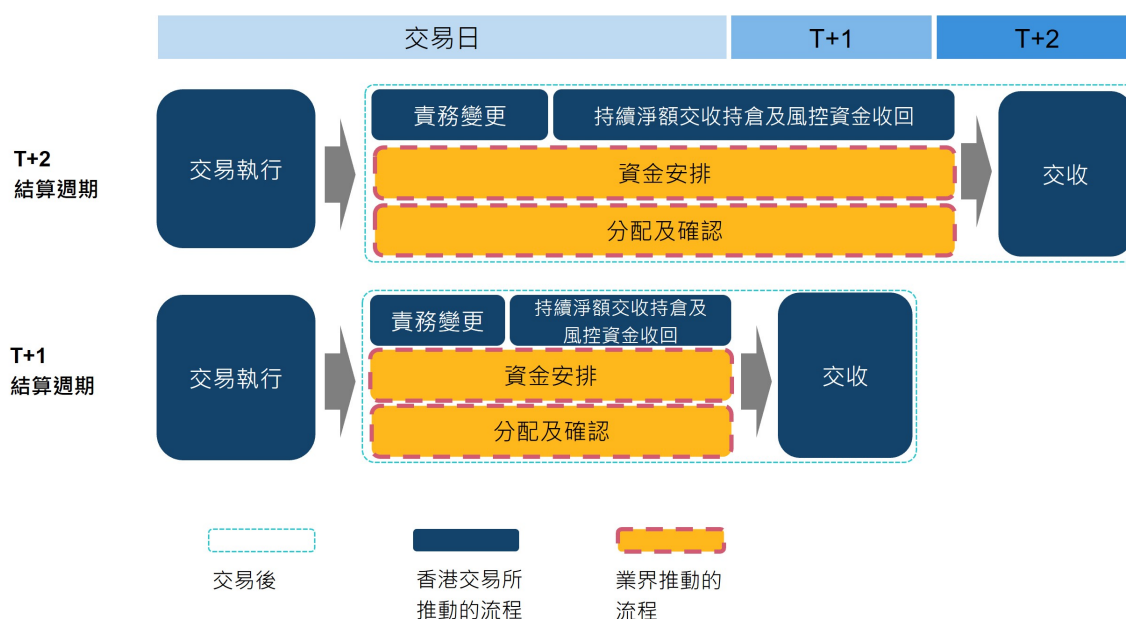 交易日
T+1
T+2
T+2
結算週期
交易執行
責務變更
持續淨額交收持倉及風控資金收回
資金安排
分配及確認
交收
T+1
結算週期
交易執行
責務變更
持續淨額交收持倉及
風控資金收回
資金安排
分配及確認
交收
交易後
香港交易所
推動的流程
業界推動的
流程